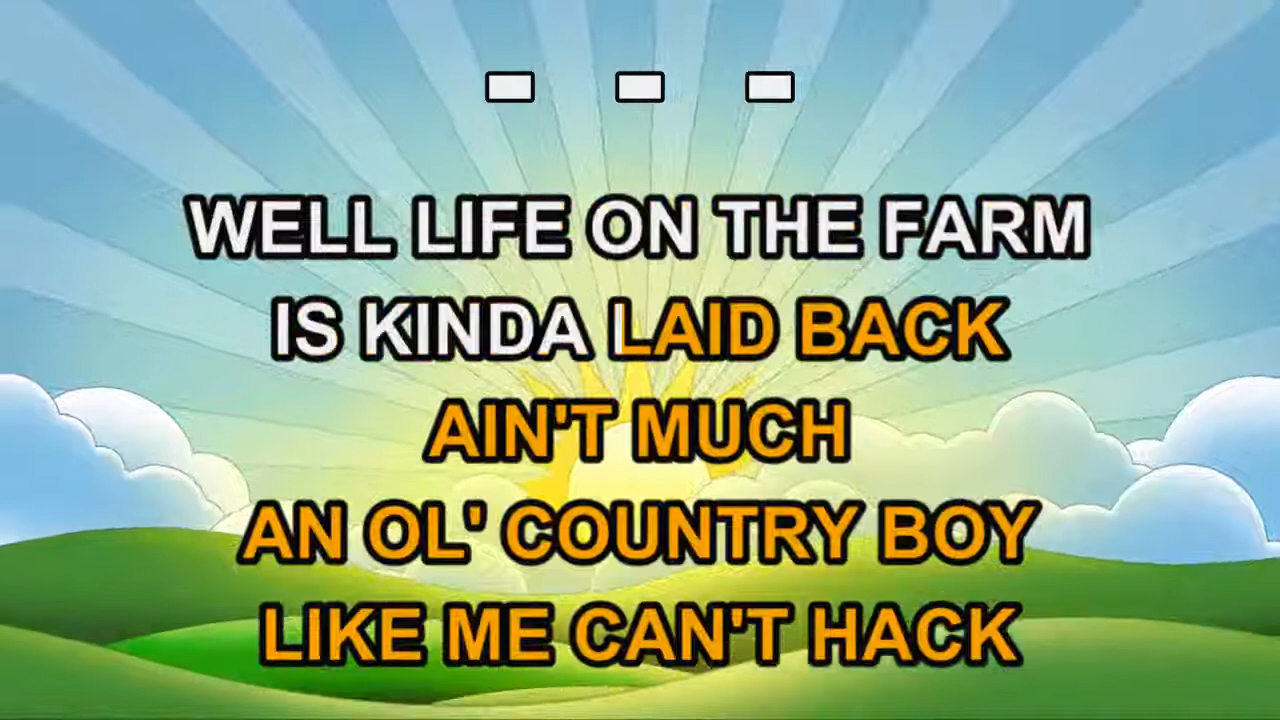 WELL LIFE ON THE FARM
IS KINDA LAID BACK
AIN'T MUCH
AN OL' COUNTRY BOY
LIKE ME CAN'T HACK